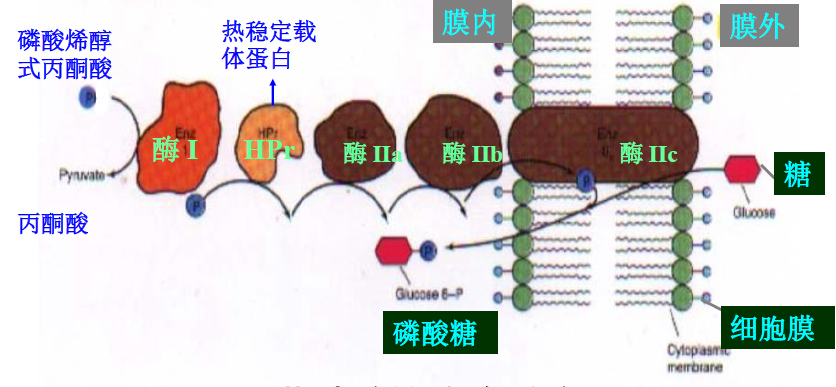 膜内
膜外
磷酸烯醇
式丙酮酸
热稳定载
体蛋白
P
Enz
酶 I
HPr
HPr
Enz
酶 IIa
Enz
酶 IIb
Enz
酶 IIc
Pyruvate
P
P
糖
Glucose
丙酮酸
P
Glucose 6-P
磷酸糖
细胞膜
Cytoplasmic
membrane